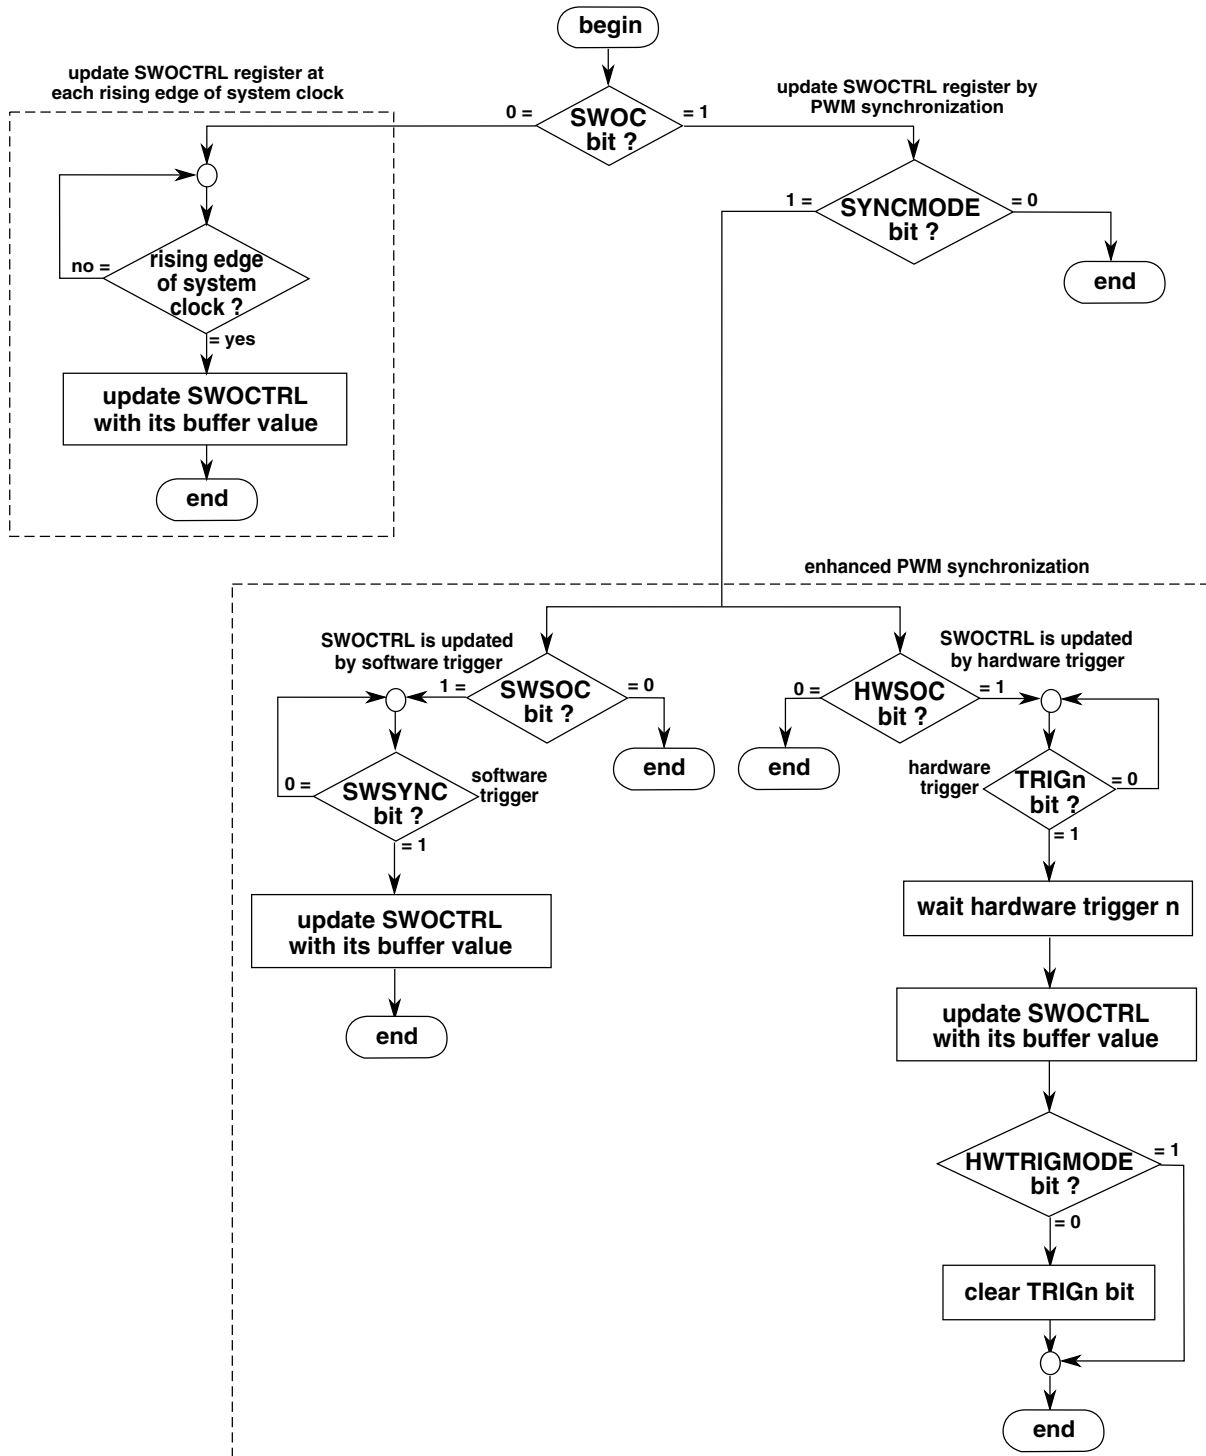 begin
update SWOCTRL register at
each rising edge of system clock
update SWOCTRL register by
PWM synchronization
0 =
SWOC
bit ?
= 1
1 =
SYNCMODE
bit ?
= 0
end
no =
rising edge
of system
clock ?
= yes
update SWOCTRL
with its buffer value
end
enhanced PWM synchronization
SWOCTRL is updated
by software trigger
1 =
SWSOC
bit ?
= 0
end
0 =
SWSYNC
bit ?
software
trigger
= 1
update SWOCTRL
with its buffer value
end
SWOCTRL is updated
by hardware trigger
0 =
HWSOC
bit ?
= 1
end
hardware
trigger
TRIGn
bit ?
= 0
= 1
wait hardware trigger n
update SWOCTRL
with its buffer value
HWTRIGMODE
bit ?
= 1
= 0
clear TRIGn bit
end